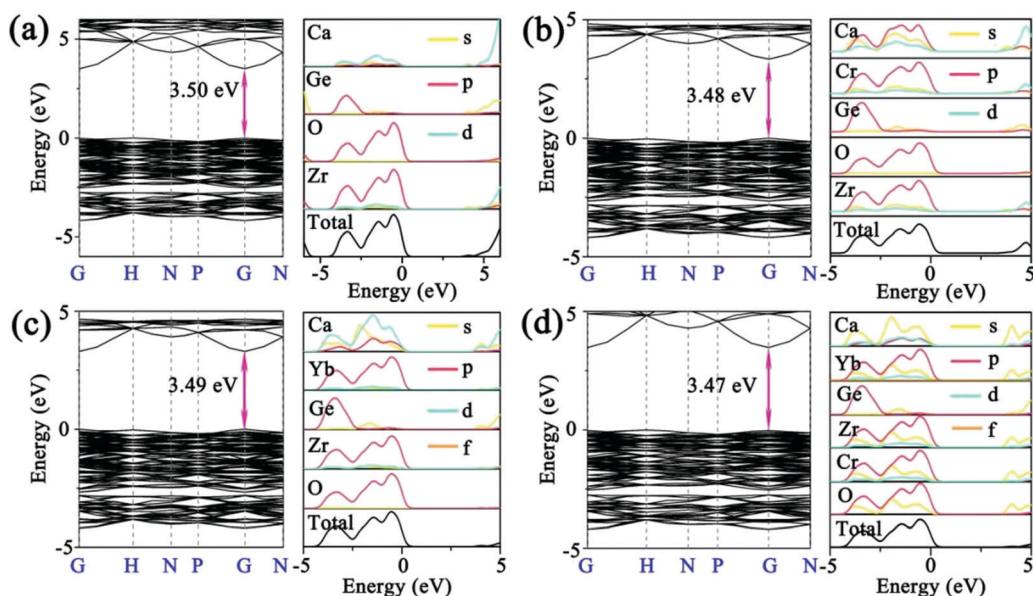 (a)
Energy (eV)
5
0
-5
3.50 eV
G H N P G N
Ca
s
Ge
p
O
d
Zr
Total
-5 0 5
Energy (eV)
(b)
Energy (eV)
5
0
-5
3.48 eV
G H N P G N
Ca
s
Cr
p
Ge
d
O
Zr
Total
-5 0 5
Energy (eV)
(c)
Energy (eV)
5
0
-5
3.49 eV
G H N P G N
Ca
s
Yb
p
Ge
d
Zr
f
O
Total
-5 0 5
Energy (eV)
(d)
Energy (eV)
5
0
-5
3.47 eV
G H N P G N
Ca
s
Yb
p
Ge
d
Zr
f
Cr
O
Total
-5 0 5
Energy (eV)